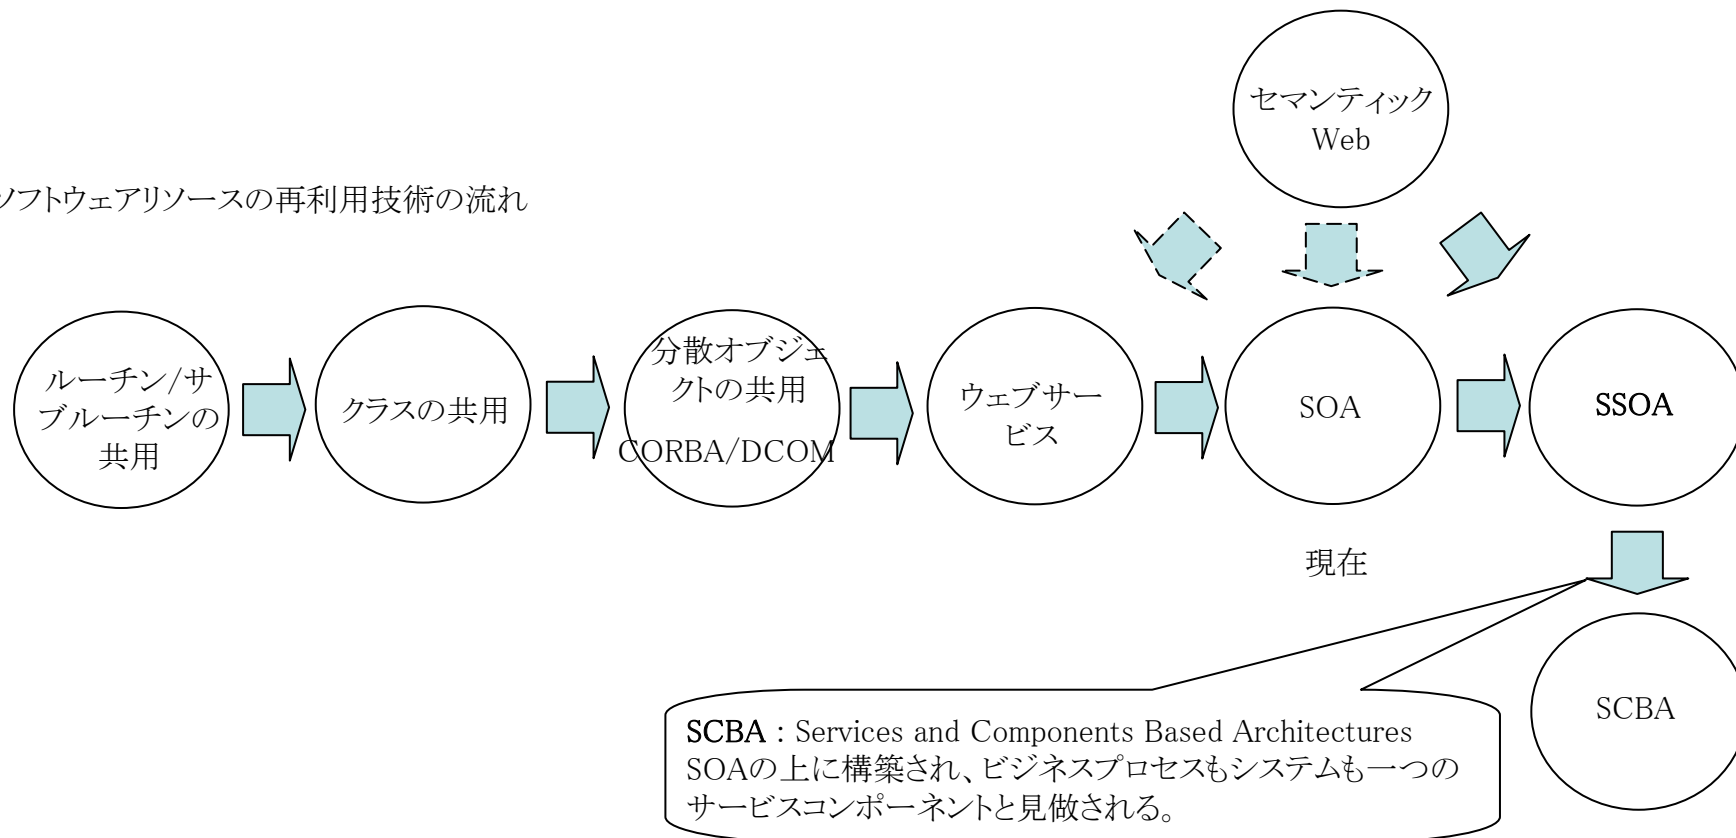 セマンティック
Web
ソフトウェアリソースの再利用技術の流れ
ルーチン/サ
ブルーチンの
共用
クラスの共用
分散オブジェ
クトの共用
CORBA/DCOM
ウェブサー
ビス
SOA
SSOA
現在
SCBA
SCBA : Services and Components Based Architectures
SOAの上に構築され、ビジネスプロセスもシステムも一つの
サービスコンポーネントと見做される。